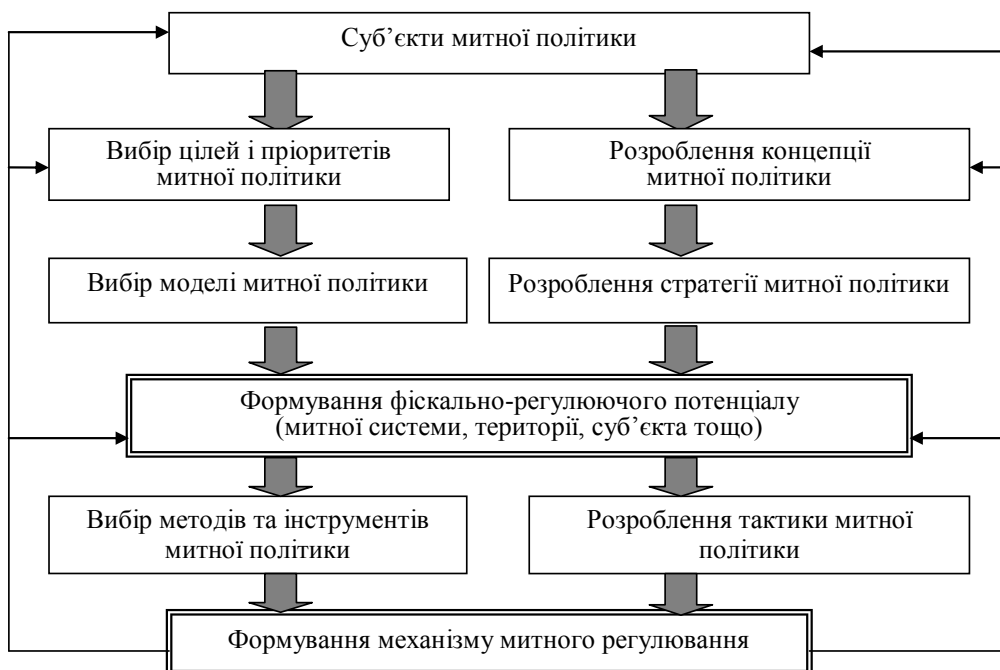 Суб’єкти митної політики
Вибір цілей і пріоритетів
митної політики
Розроблення концепції
митної політики
Вибір моделі митної політики
Розроблення стратегії митної політики
Формування фіскально-регулюючого потенціалу
(митної системи, території, суб’єкта тощо)
Вибір методів та інструментів
митної політики
Розроблення тактики митної
політики
Формування механізму митного регулювання